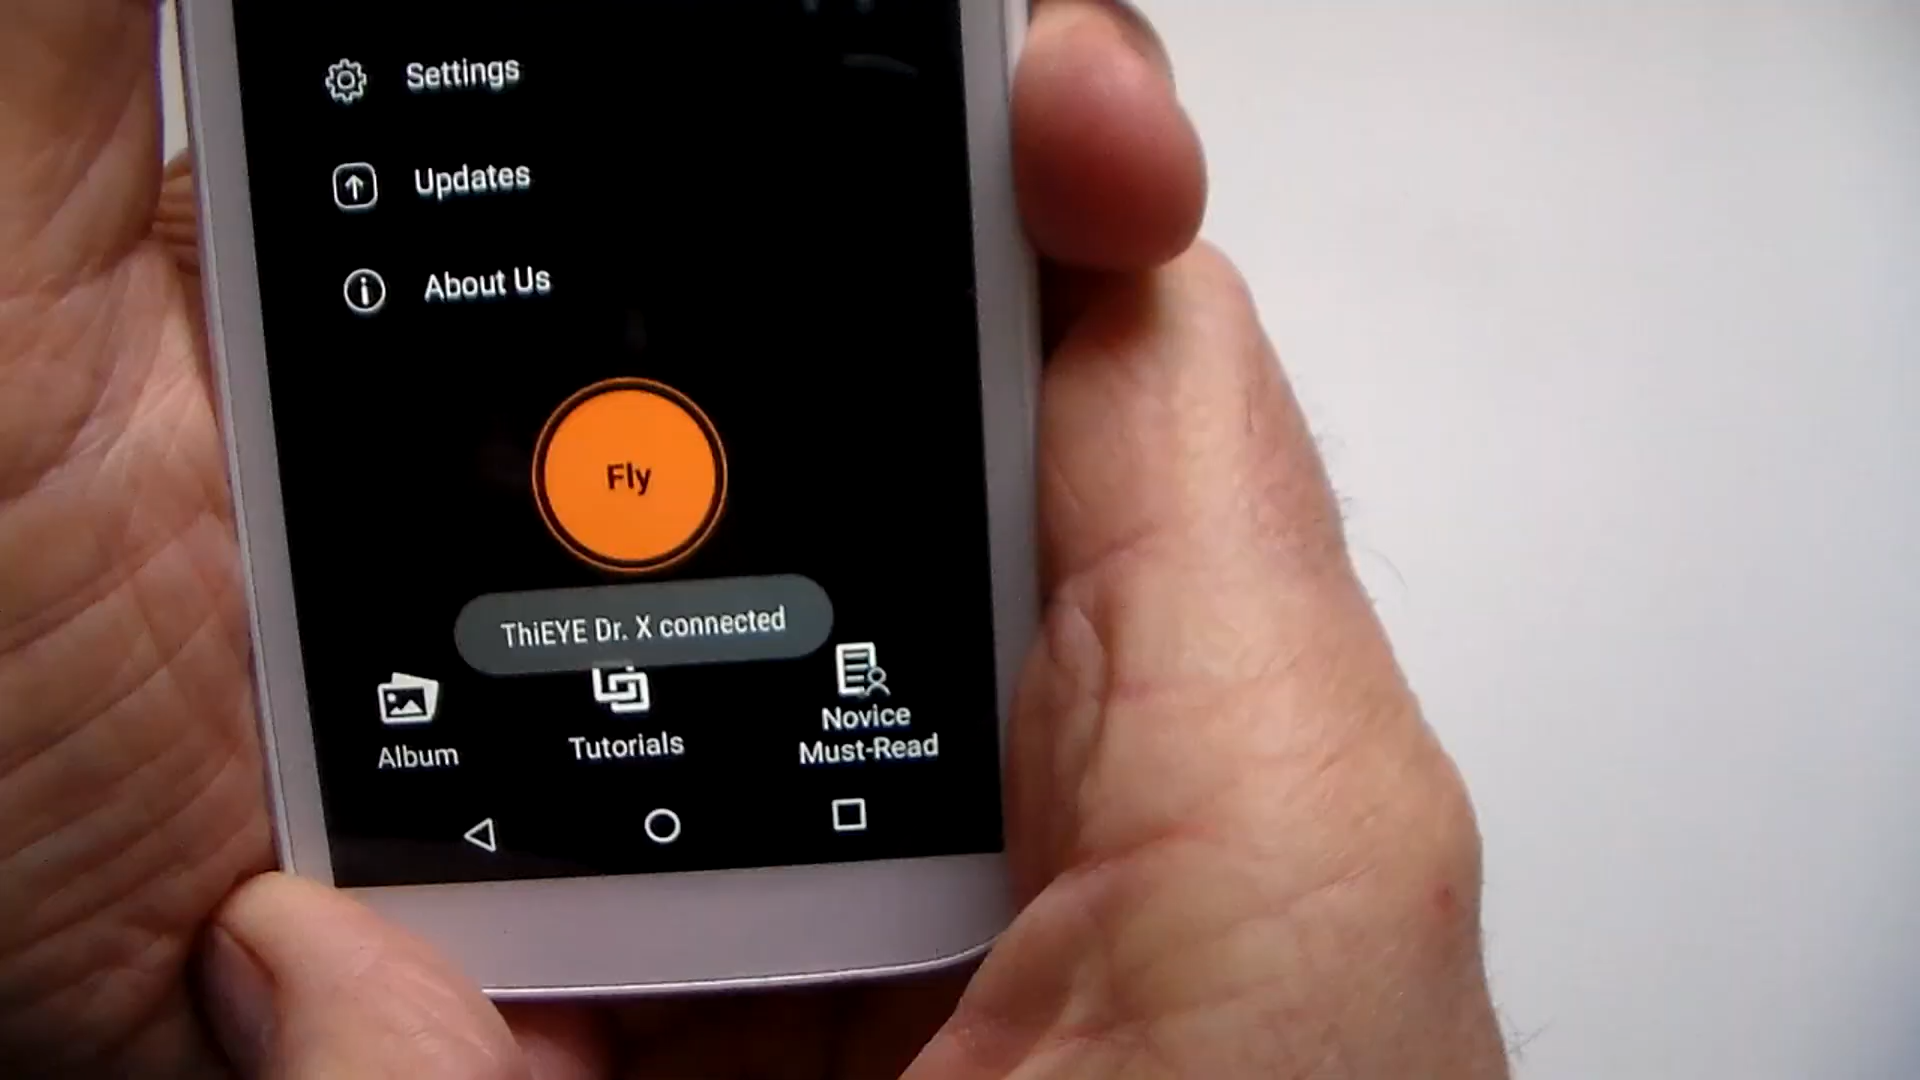 Settings
Updates
About Us
Fly
ThiEYE Dr. X connected
Album
Tutorials
Novice
Must-Read